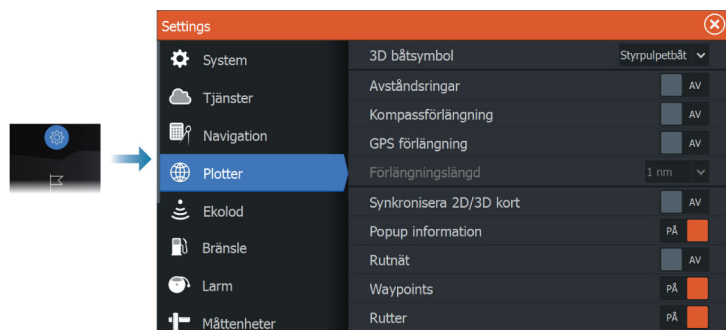 Settings
System
Tjänster
Navigation
Plotter
Ekolod
Bränsle
Larm
Måttenheter
3D båtsymbol Styrpulpetbåt
Avståndsringar AV
Kompassförlängning AV
GPS förlängning AV
Förlängningslängd 1 nm
Synkronisera 2D/3D kort AV
Popup information PÅ
Rutnät AV
Waypoints PÅ
Rutter PÅ